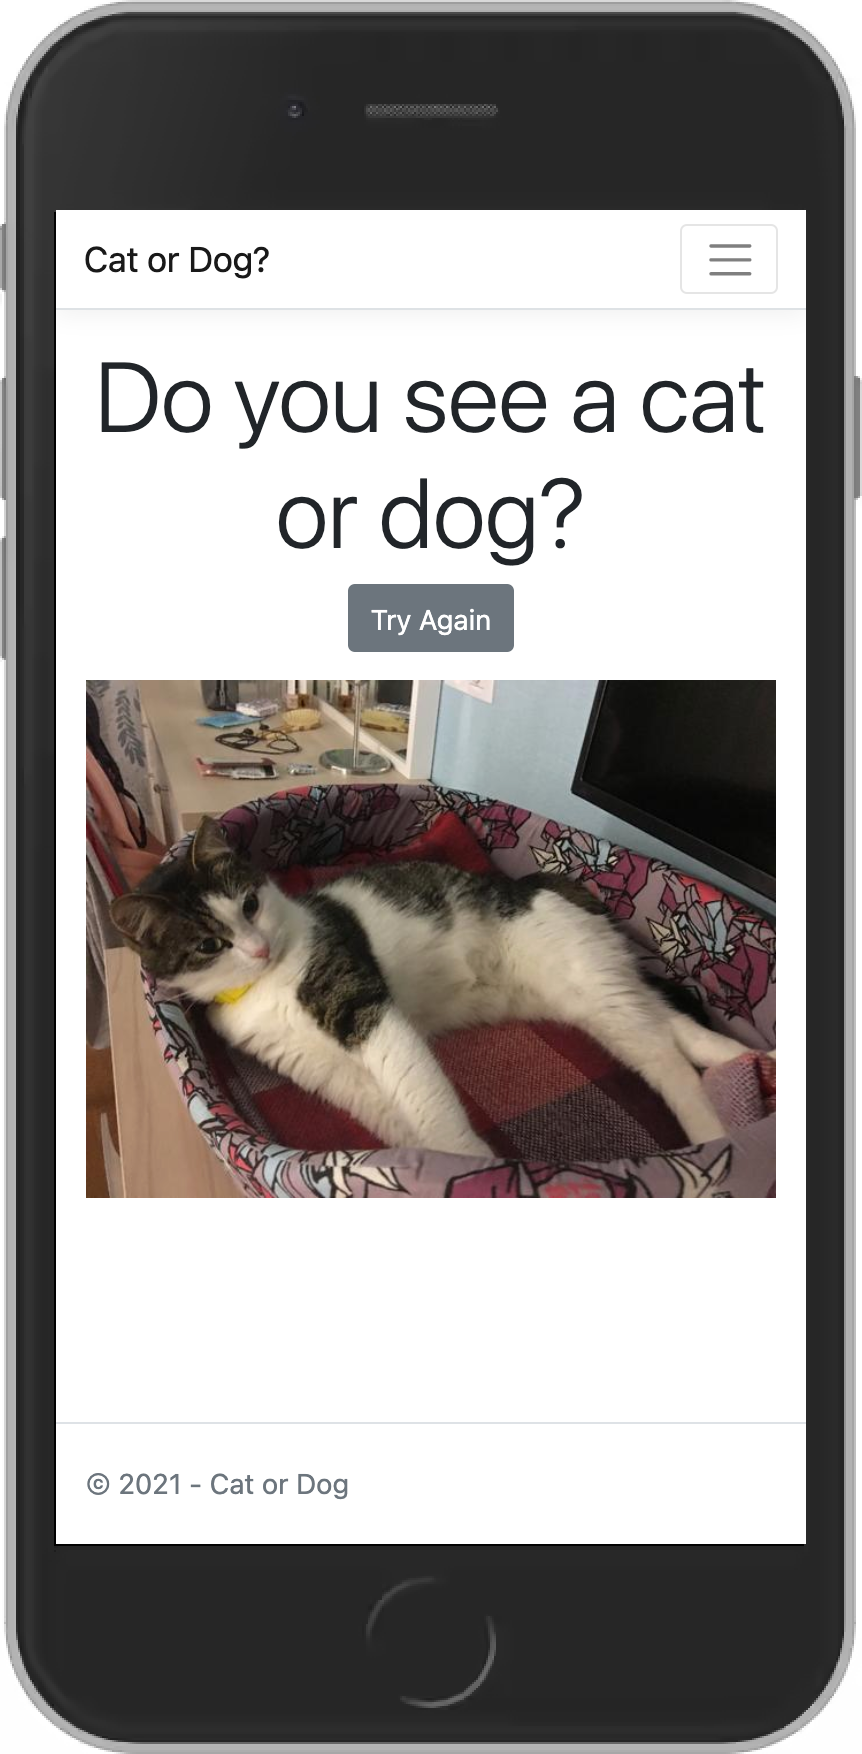 Cat or Dog?
Do you see a cat
or dog?
Try Again
© 2021 - Cat or Dog